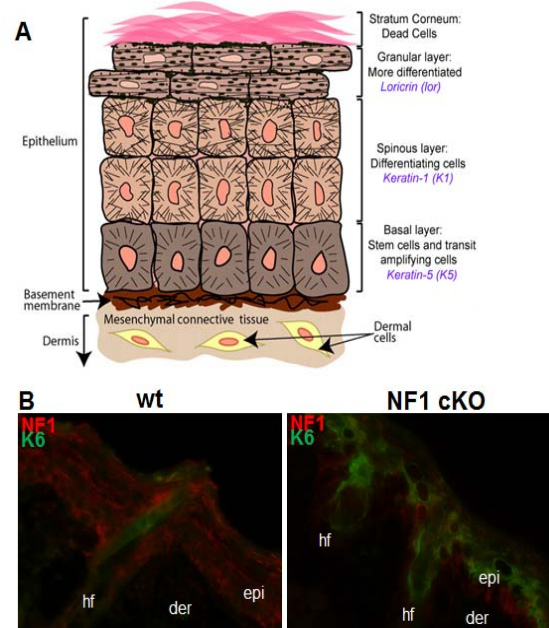 A
Stratum Corneum:
Dead Cells
Granular layer:
More differentiated
Loricrin (lor)
Epithelium
Spinous layer:
Differentiating cells
Keratin-1 (K1)
Basal layer:
Stem cells and transit
amplifying cells
Keratin-5 (K5)
Basement
membrane
Mesenchymal connective tissue
Dermis
Dermal
cells
B
wt
NF1 cKO
NF1
K6
hf
der
epi
NF1
K6
hf
hf
epi
der